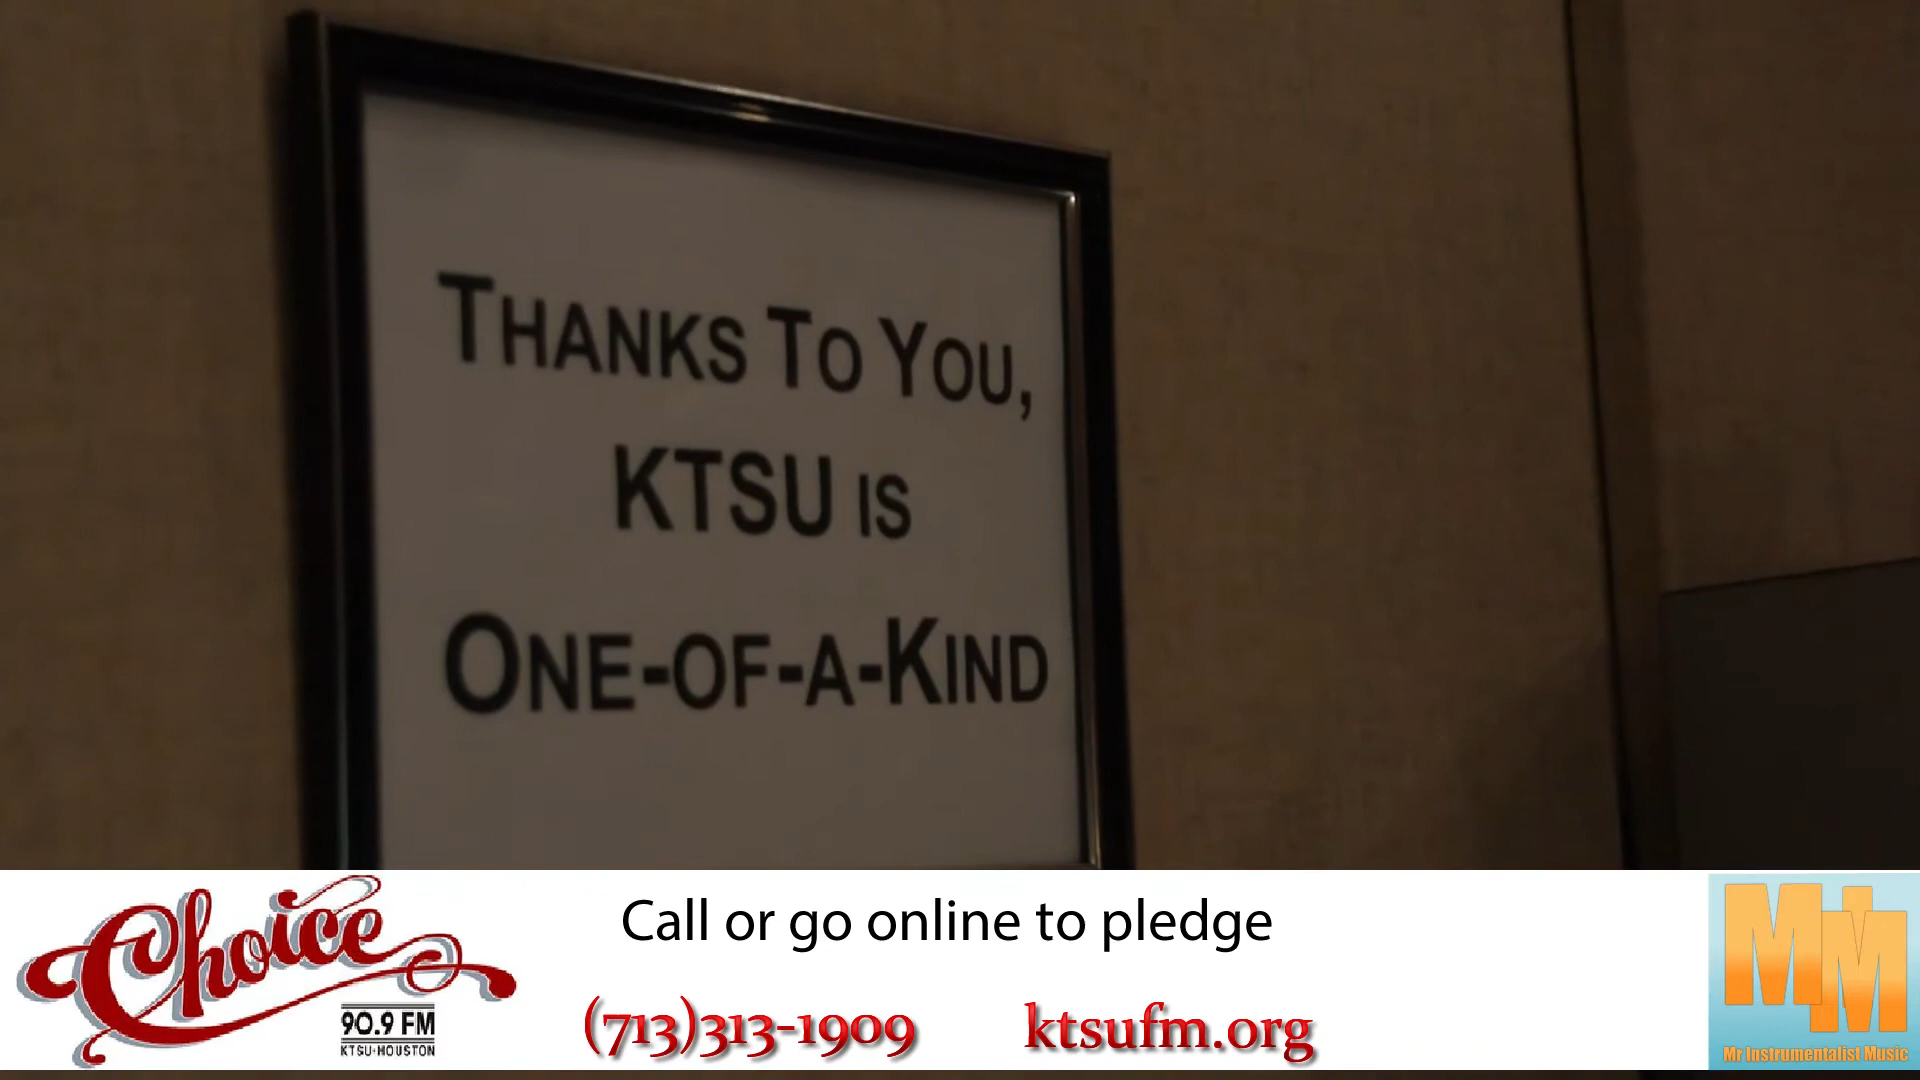 THANKS TO YOU,
KTSU IS
ONE-OF-A-KIND
Choice
90.9 FM
KTSU•HOUSTON
Call or go online to pledge
(713)313-1909 ktsufm.org
MM
Mr Instrumentalist Music